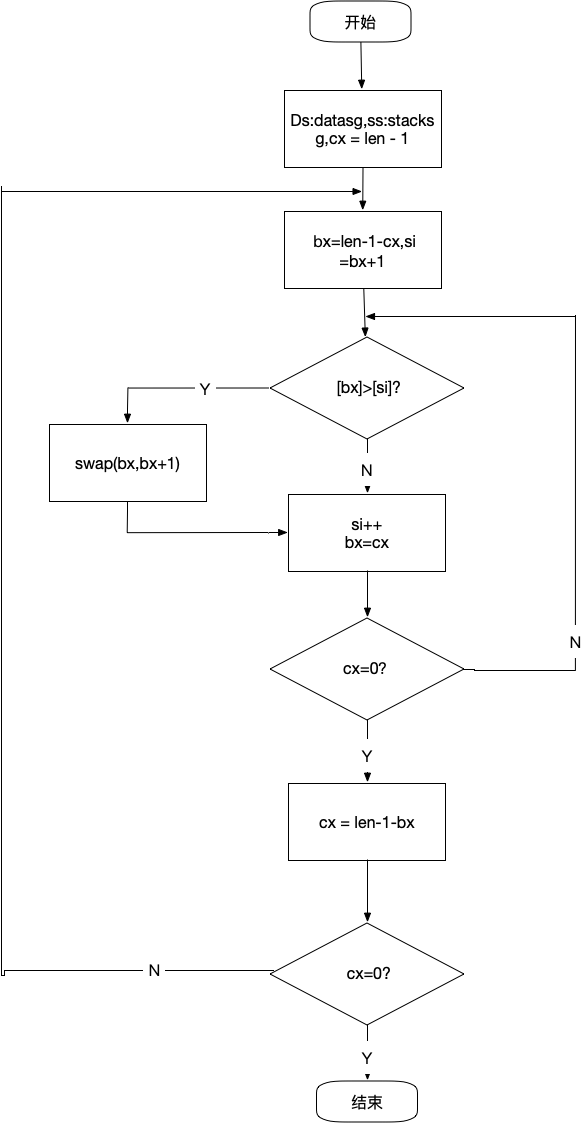 开始
Ds:datasg,ss:stacks
g,cx = len - 1
bx=len-1-cx,si
=bx+1
[bx]>[si]?
Y
swap(bx,bx+1)
N
si++
bx=cx
N
cx=0?
Y
cx = len-1-bx
N
cx=0?
Y
结束